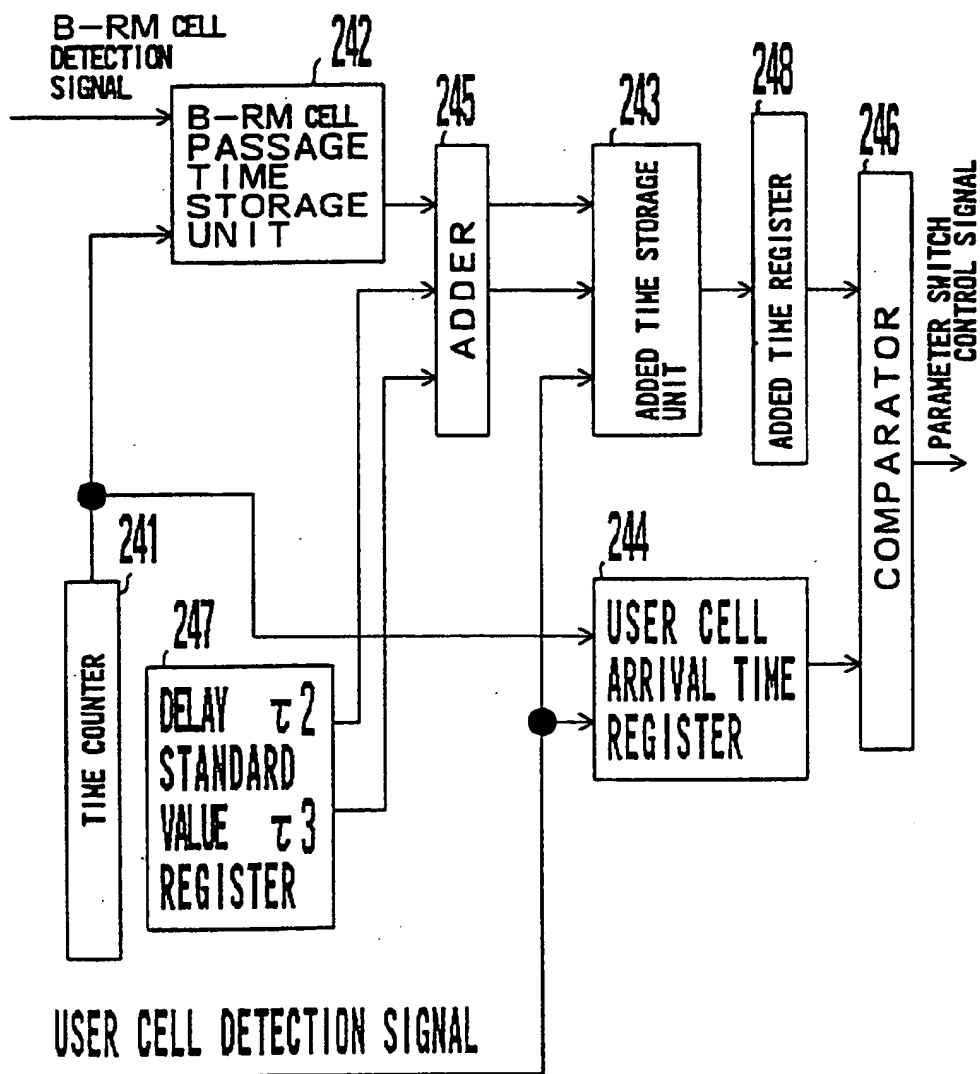 B-RM CELL
DETECTION
SIGNAL
242
B-RM CELL
PASSAGE
TIME
STORAGE
UNIT
245
ADDER
243
ADDED TIME STORAGE
UNIT
248
ADDED TIME REGISTER
246
COMPARATOR
PARAMETER SWITCH
CONTROL SIGNAL
241
TIME COUNTER
247
DELAY τ2
STANDARD
VALUE τ3
REGISTER
244
USER CELL
ARRIVAL TIME
REGISTER
USER CELL DETECTION SIGNAL